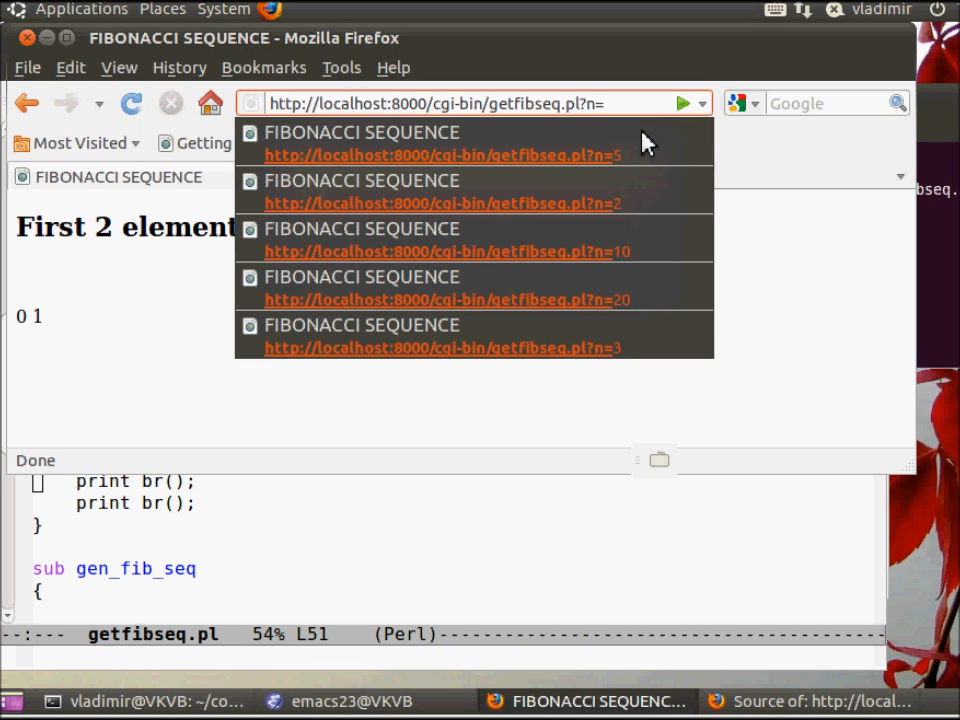 Applications Places System vladimir
FIBONACCI SEQUENCE - Mozilla Firefox
File Edit View History Bookmarks Tools Help
http://localhost:8000/cgi-bin/getfibseq.pl?n= Google
Most Visited Getting
FIBONACCI SEQUENCE
http://localhost:8000/cgi-bin/getfibseq.pl?n=5
FIBONACCI SEQUENCE
http://localhost:8000/cgi-bin/getfibseq.pl?n=2
FIBONACCI SEQUENCE
http://localhost:8000/cgi-bin/getfibseq.pl?n=10
FIBONACCI SEQUENCE
http://localhost:8000/cgi-bin/getfibseq.pl?n=20
FIBONACCI SEQUENCE
http://localhost:8000/cgi-bin/getfibseq.pl?n=3
FIBONACCI SEQUENCE
bseq.
First 2 element
0 1
Done
print br();
print br();
}
sub gen_fib_seq
{
--:--- getfibseq.pl 54% L51 (Perl)-----------------------------------------
vladimir@VKVB: ~/co... emacs23@VKVB FIBONACCI SEQUENC... Source of: http://local...